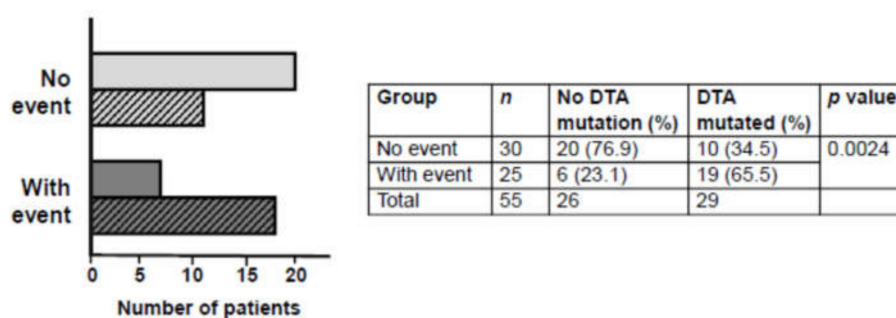 No
event
With
event
0 5 10 15 20
Number of patients
Group n No DTA mutation (%) DTA mutated (%) p value
No event 30 20 (76.9) 10 (34.5) 0.0024
With event 25 6 (23.1) 19 (65.5)
Total 55 26 29